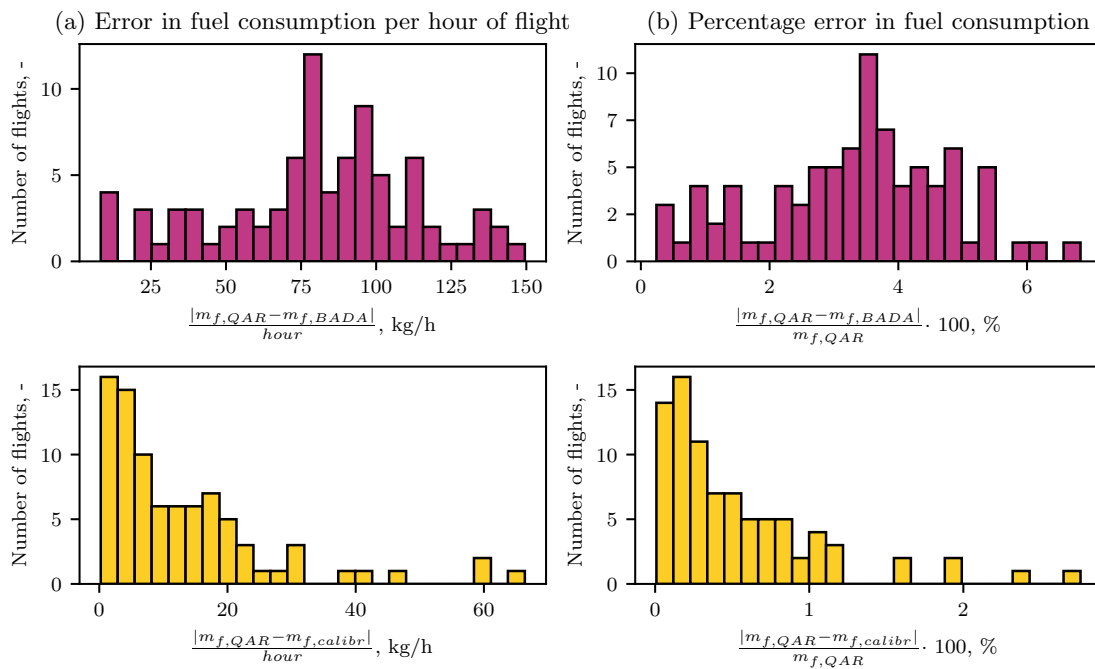 (a) Error in fuel consumption per hour of flight
(b) Percentage error in fuel consumption
Number of flights, -
10
5
0
25
50
75
100
125
150
|m_{f,QAR}−m_{f,BADA}|
hour
, kg/h
Number of flights, -
10
7
5
2
0
0
2
4
6
|m_{f,QAR}−m_{f,BADA}|
m_{f,QAR}
· 100, %
Number of flights, -
15
10
5
0
0
20
40
60
|m_{f,QAR}−m_{f,calibr}|
hour
, kg/h
Number of flights, -
15
10
5
0
0
1
2
|m_{f,QAR}−m_{f,calibr}|
m_{f,QAR}
· 100, %